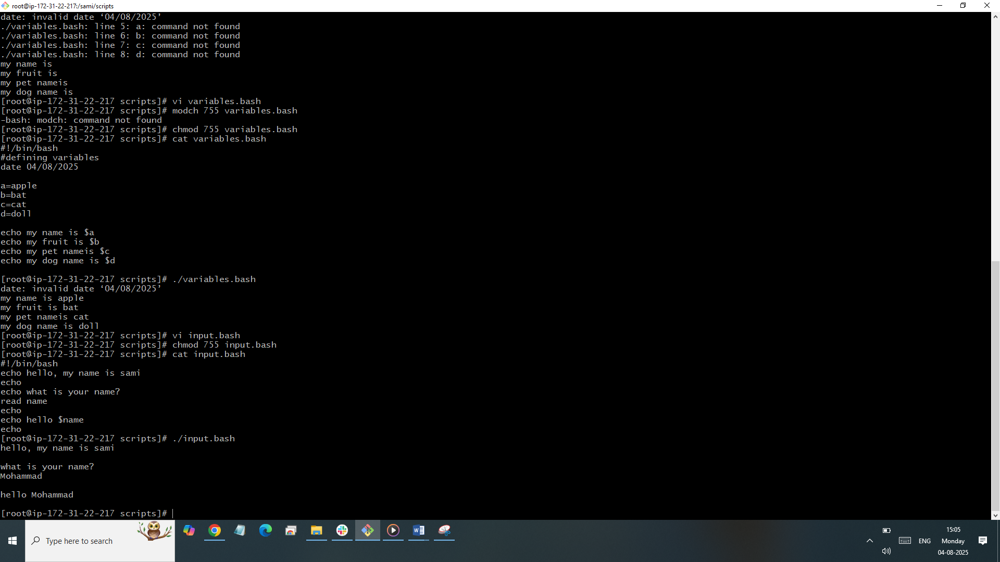 root@ip-172-31-22-217:/sami/scripts
date: invalid date ‘04/08/2025’
./variables.bash: line 5: a: command not found
./variables.bash: line 6: b: command not found
./variables.bash: line 7: c: command not found
./variables.bash: line 8: d: command not found
my name is
my fruit is
my pet nameis
my dog name is
[root@ip-172-31-22-217 scripts]# vi variables.bash
[root@ip-172-31-22-217 scripts]# modch 755 variables.bash
-bash: modch: command not found
[root@ip-172-31-22-217 scripts]# chmod 755 variables.bash
[root@ip-172-31-22-217 scripts]# cat variables.bash
#!/bin/bash
#defining variables
date 04/08/2025
a=apple
b=bat
c=cat
d=doll
echo my name is $a
echo my fruit is $b
echo my pet nameis $c
echo my dog name is $d
[root@ip-172-31-22-217 scripts]# ./variables.bash
date: invalid date ‘04/08/2025’
my name is apple
my fruit is bat
my pet nameis cat
my dog name is doll
[root@ip-172-31-22-217 scripts]# vi input.bash
[root@ip-172-31-22-217 scripts]# chmod 755 input.bash
[root@ip-172-31-22-217 scripts]# cat input.bash
#!/bin/bash
echo hello, my name is sami
echo
echo what is your name?
read name
echo
echo hello $name
echo
[root@ip-172-31-22-217 scripts]# ./input.bash
hello, my name is sami
what is your name?
Mohammad
hello Mohammad
[root@ip-172-31-22-217 scripts]#
Type here to search
ENG
15:05
Monday
04-08-2025